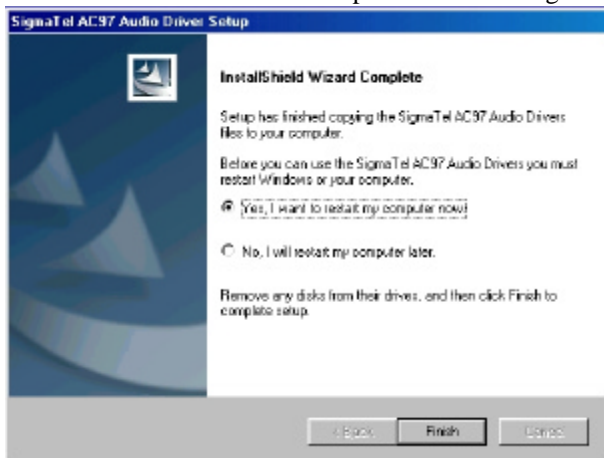 SigmaTel AC97 Audio Driver Setup
InstallShield Wizard Complete
Setup has finished copying the SigmaTel AC97 Audio Drivers
files to your computer.
Before you can use the SigmaTel AC97 Audio Drivers you must
restart Windows or your computer.
Yes, I want to restart my computer now!
No, I will restart my computer later.
Remove any disks from their drives, and then click Finish to
complete setup.
< Back Finish Cancel